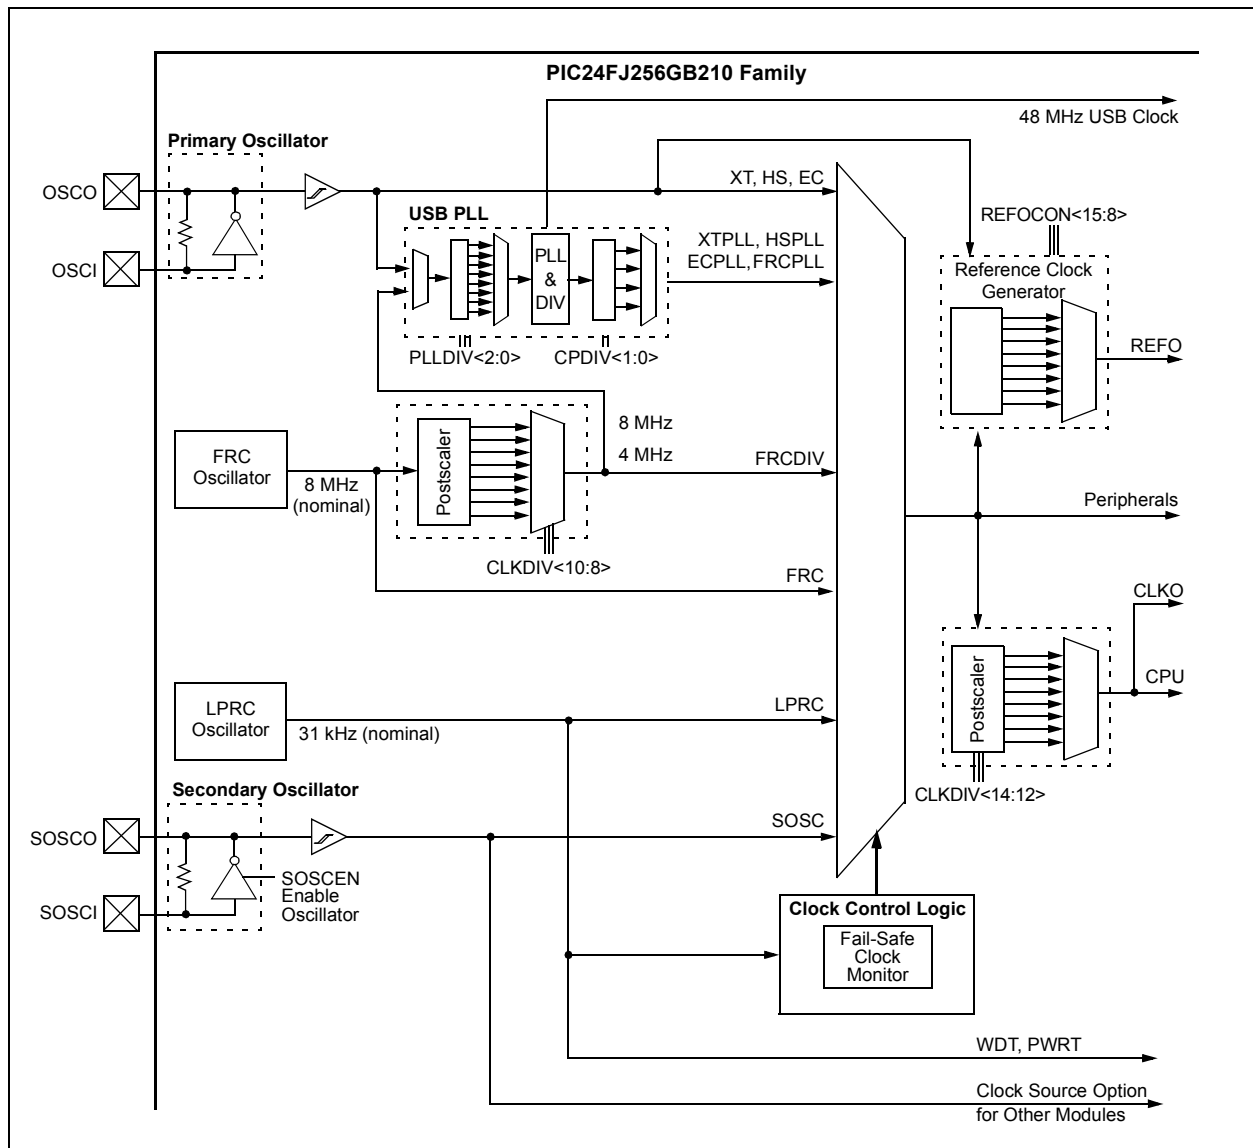 PIC24FJ256GB210 Family
48 MHz USB Clock
Primary Oscillator
OSCO
OSCI
XT, HS, EC
USB PLL
PLL
&
DIV
XTPLL, HSPLL
ECPLL,FRCPLL
PLLDIV<2:0>
CPDIV<1:0>
REFOCON<15:8>
Reference Clock
Generator
REFO
FRC
Oscillator
8 MHz
(nominal)
Postscaler
8 MHz
4 MHz
FRCDIV
CLKDIV<10:8>
FRC
Peripherals
CLKO
CPU
Postscaler
CLKDIV<14:12>
LPRC
Oscillator
31 kHz (nominal)
LPRC
Secondary Oscillator
SOSCO
SOSCI
SOSCEN
Enable
Oscillator
SOSC
Clock Control Logic
Fail-Safe
Clock
Monitor
WDT, PWRT
Clock Source Option
for Other Modules